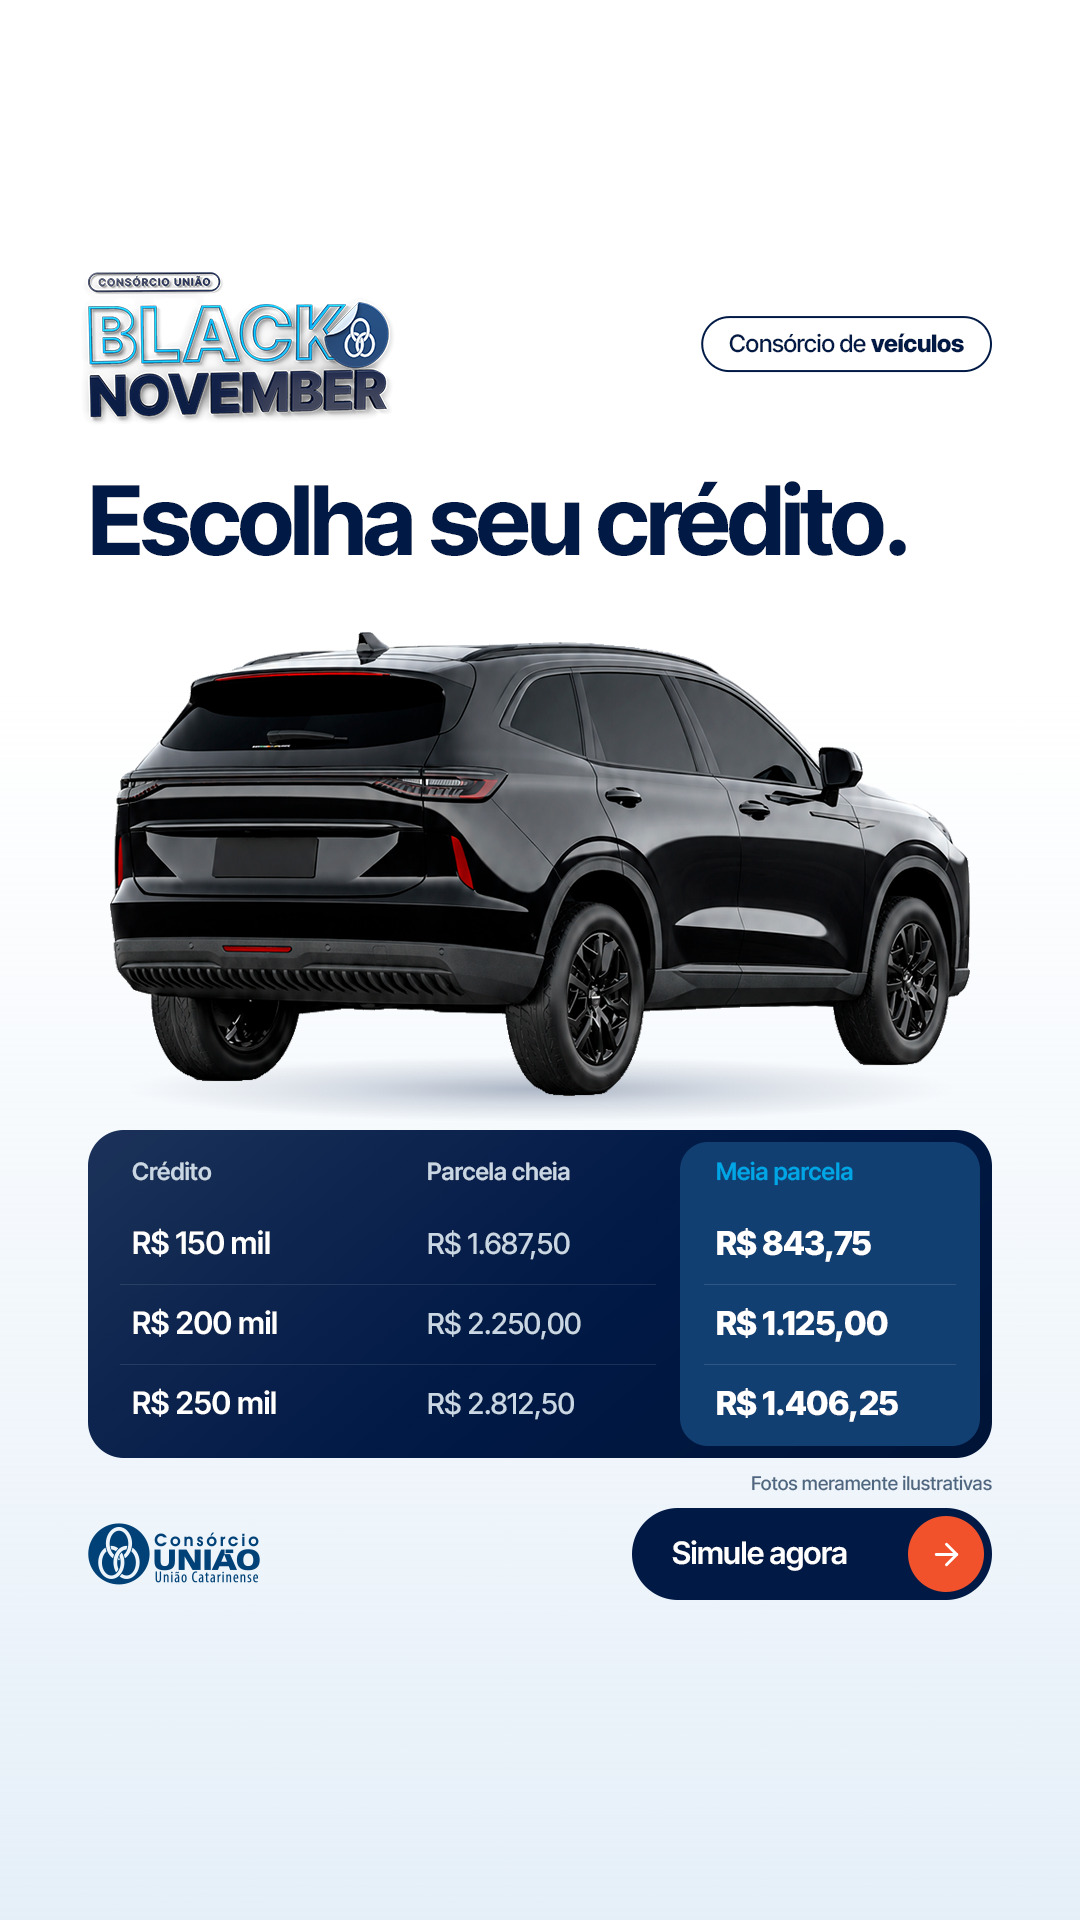 CONSÓRCIO UNIÃO
BLACK
NOVEMBER
Consórcio de veículos
Escolha seu crédito.
Crédito
Parcela cheia
Meia parcela
R$ 150 mil
R$ 1.687,50
R$ 843,75
R$ 200 mil
R$ 2.250,00
R$ 1.125,00
R$ 250 mil
R$ 2.812,50
R$ 1.406,25
Fotos meramente ilustrativas
Consórcio
UNIÃO
União Catarinense
Simule agora